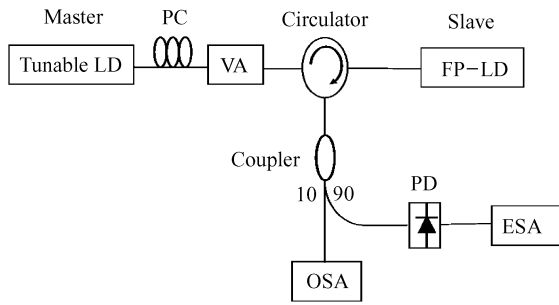 Master
PC
Circulator
Slave
Tunable LD
VA
FP−LD
Coupler
10
90
PD
ESA
OSA